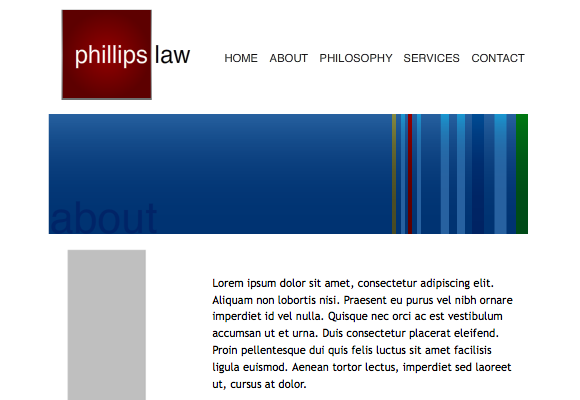 phillips law
HOME ABOUT PHILOSOPHY SERVICES CONTACT
about
Lorem ipsum dolor sit amet, consectetur adipiscing elit.
Aliquam non lobortis nisi. Praesent eu purus vel nibh ornare
imperdiet id vel nulla. Quisque nec orci ac est vestibulum
accumsan ut et urna. Duis consectetur placerat eleifend.
Proin pellentesque dui quis felis luctus sit amet facilisis
ligula euismod. Aenean tortor lectus, imperdiet sed laoreet
ut, cursus at dolor.